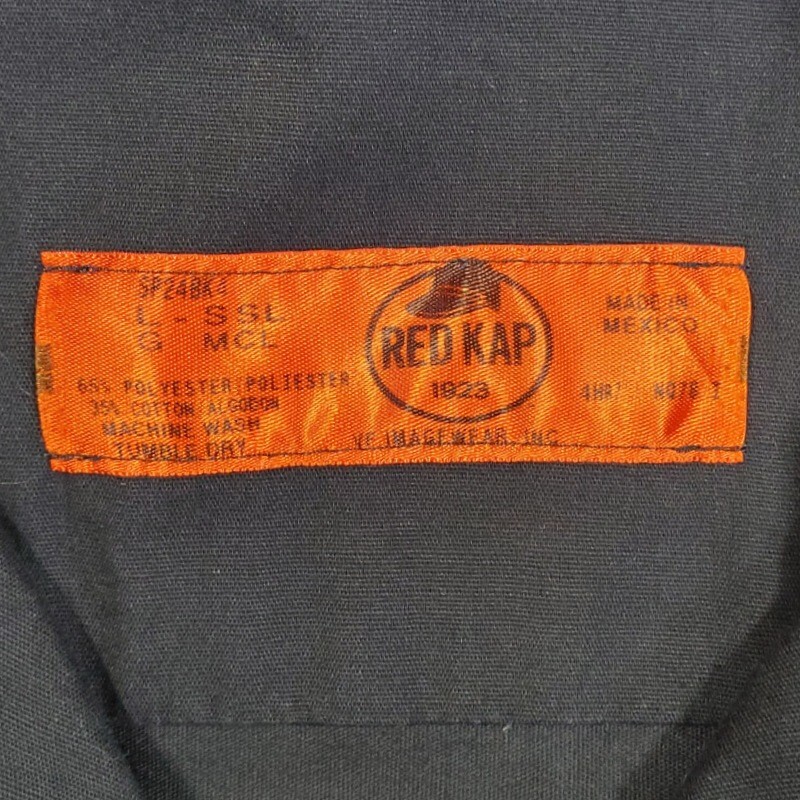 SP24BK
L - SSL
G MCL
65% POLYESTER/POLIESTER
35% COTTON/ALGODON
MACHINE WASH
TUMBLE DRY
RED KAP
1923
VF IMAGEWEAR, INC
MADE IN
MEXICO